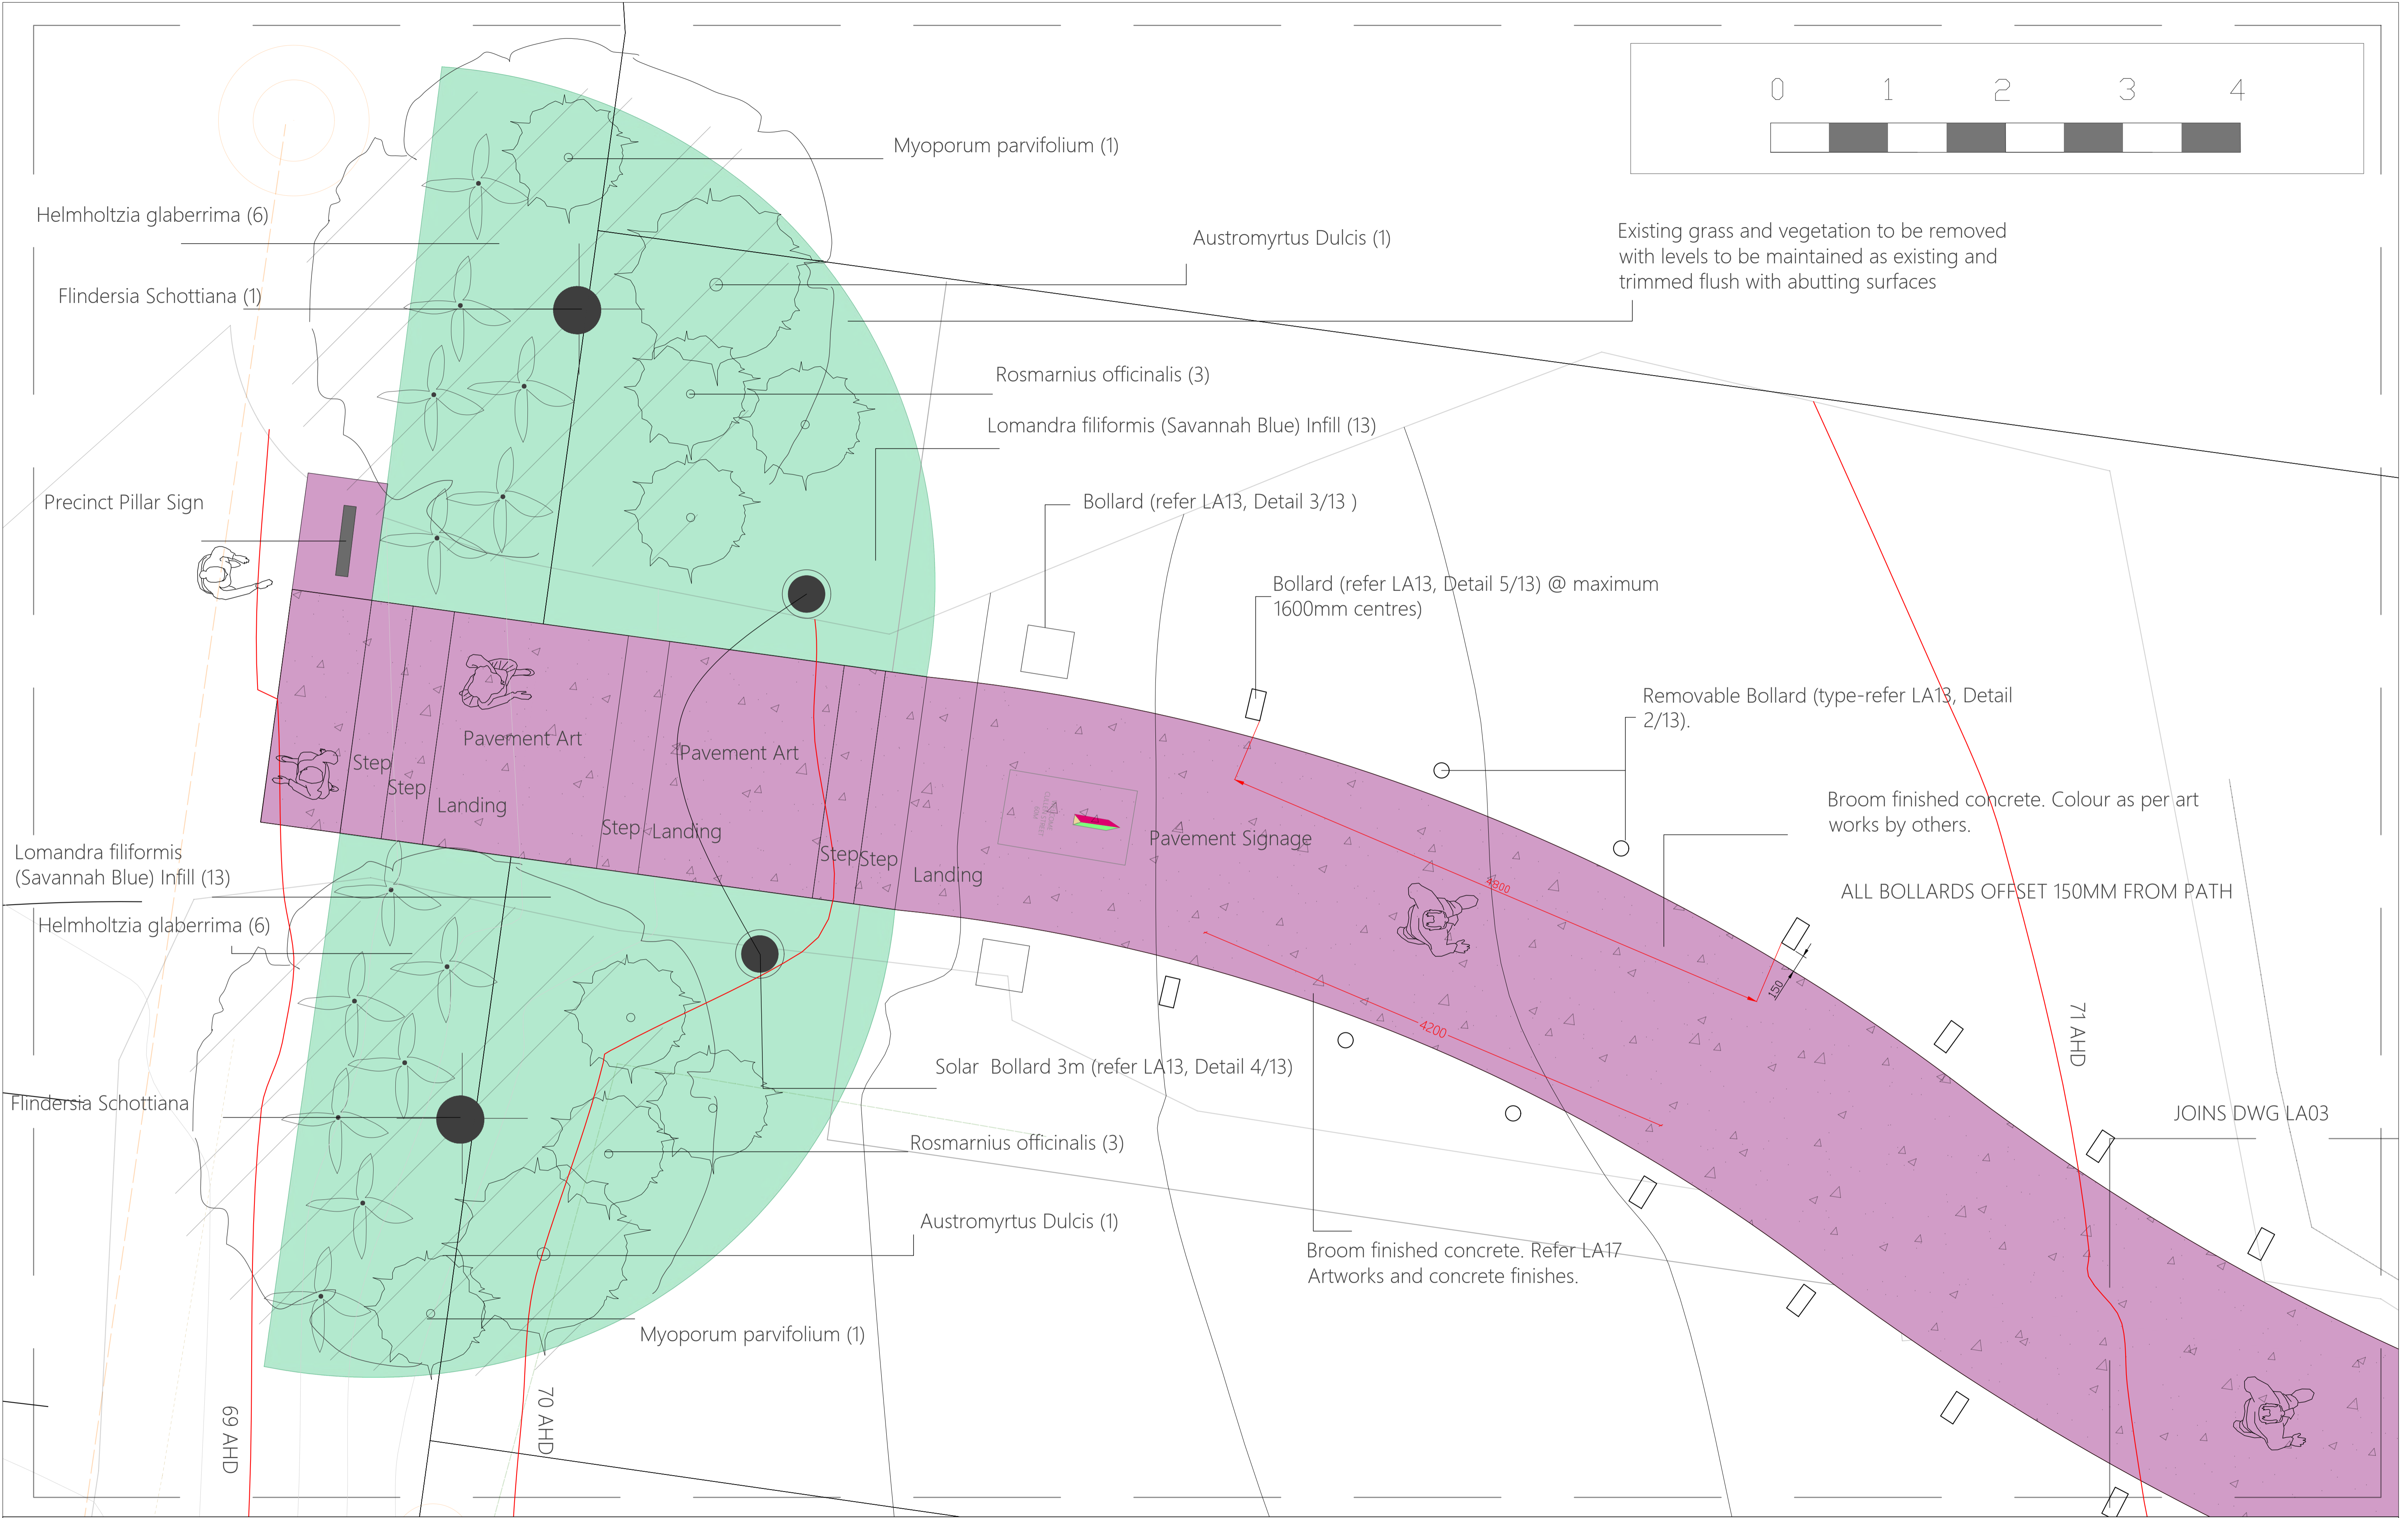 0 1 2 3 4
Myoporum parvifolium (1)
Helmholtzia glaberrima (6)
Austromyrtus Dulcis (1)
Existing grass and vegetation to be removed
with levels to be maintained as existing and
trimmed flush with abutting surfaces
Flindersia Schottiana (1)
Rosmarnius officinalis (3)
Lomandra filiformis (Savannah Blue) Infill (13)
Precinct Pillar Sign
Bollard (refer LA13, Detail 3/13 )
Bollard (refer LA13, Detail 5/13) @ maximum
1600mm centres)
Removable Bollard (type-refer LA13, Detail
2/13).
Pavement Art
Pavement Art
Step
Step
Landing
Step
Landing
Step
Step
Landing
Pavement Signage
Broom finished concrete. Colour as per art
works by others.
4800
ALL BOLLARDS OFFSET 150MM FROM PATH
Lomandra filiformis
(Savannah Blue) Infill (13)
Helmholtzia glaberrima (6)
150
4200
71 AHD
Solar Bollard 3m (refer LA13, Detail 4/13)
Flindersia Schottiana
JOINS DWG LA03
Rosmarnius officinalis (3)
Austromyrtus Dulcis (1)
Broom finished concrete. Refer LA17
Artworks and concrete finishes.
Myoporum parvifolium (1)
69 AHD
70 AHD